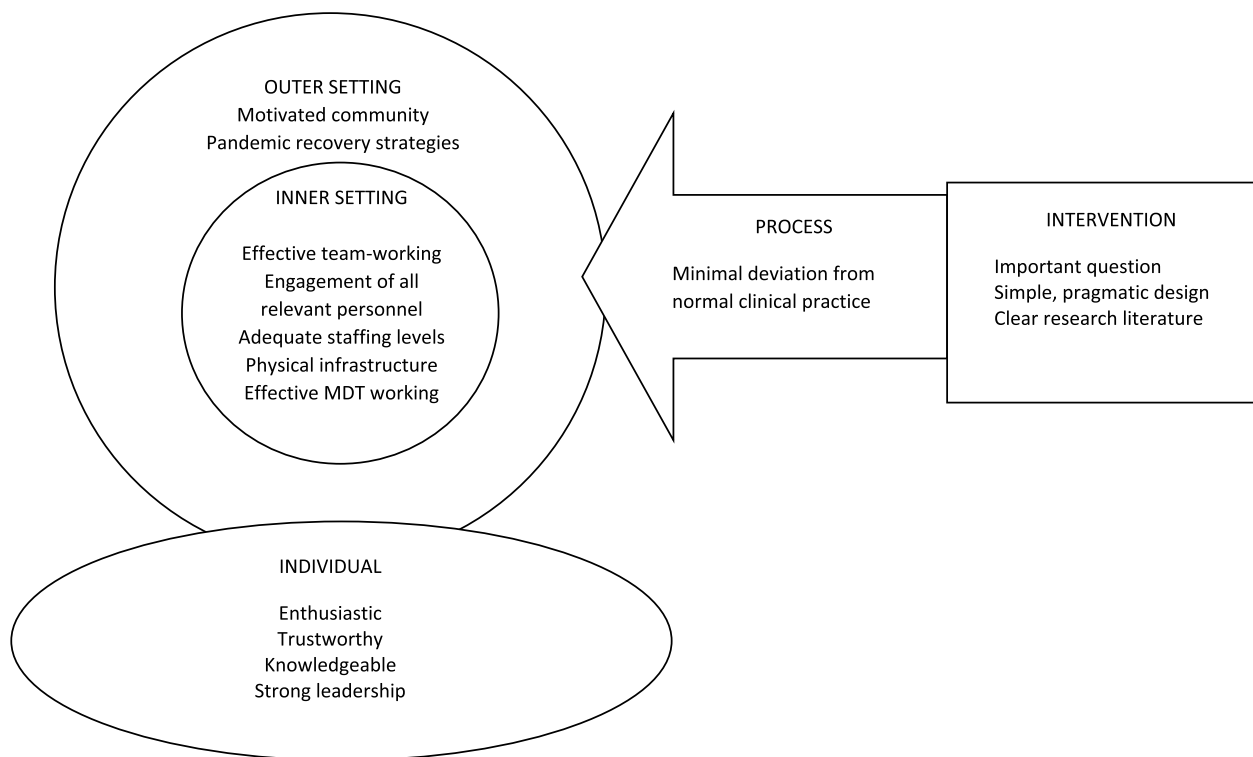 OUTER SETTING
Motivated community
Pandemic recovery strategies
INNER SETTING
Effective team-working
Engagement of all
relevant personnel
Adequate staffing levels
Physical infrastructure
Effective MDT working
PROCESS
Minimal deviation from
normal clinical practice
INTERVENTION
Important question
Simple, pragmatic design
Clear research literature
INDIVIDUAL
Enthusiastic
Trustworthy
Knowledgeable
Strong leadership